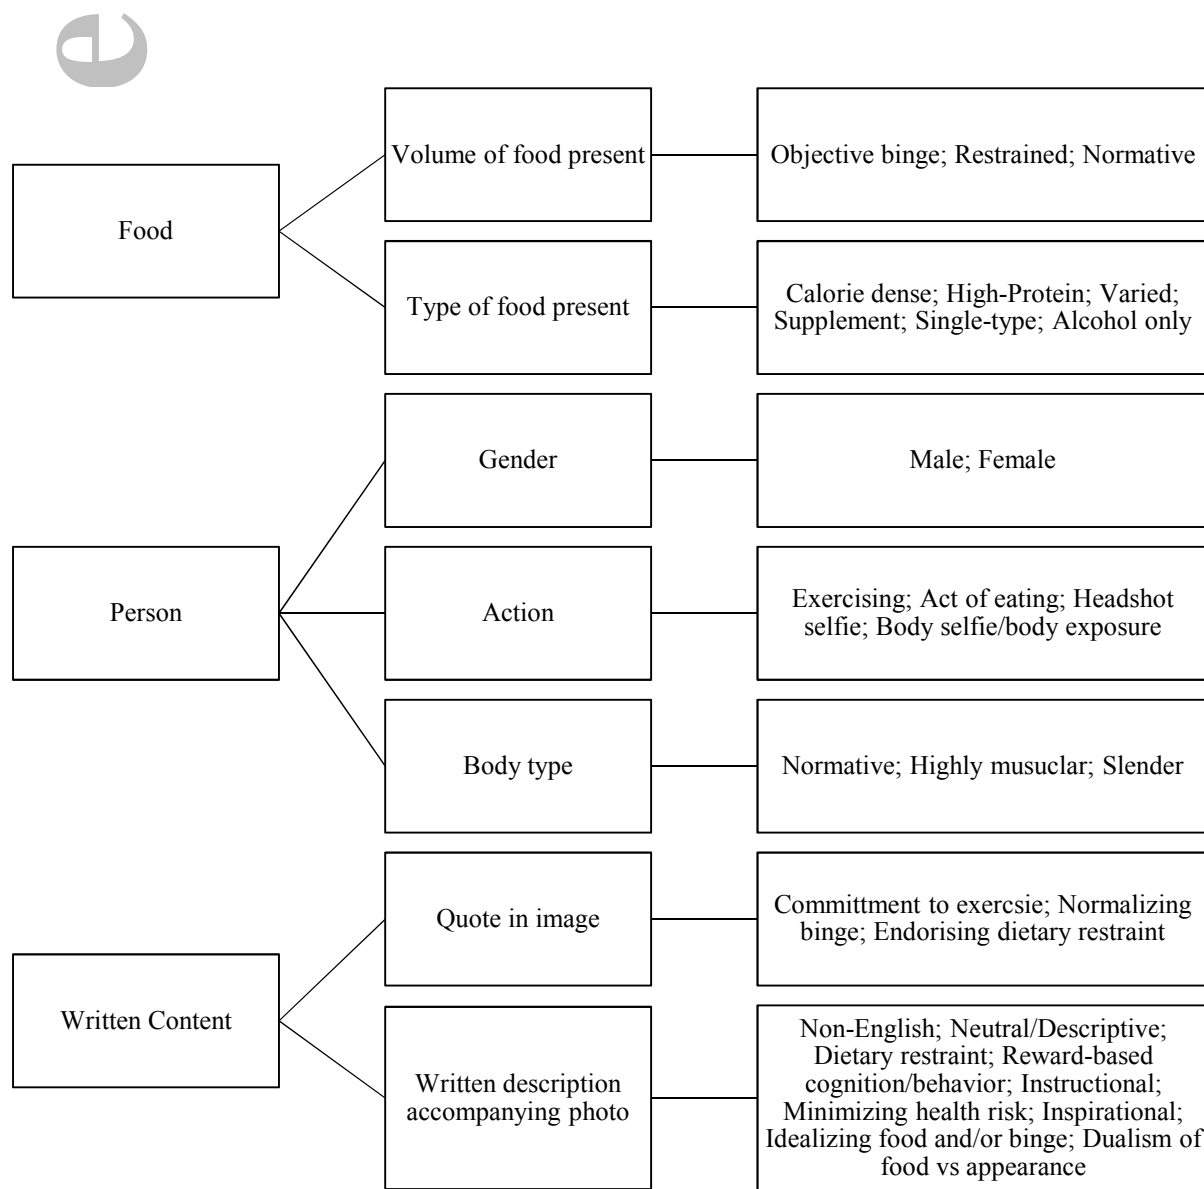 e
Food
Volume of food present
Objective binge; Restrained; Normative
Type of food present
Calorie dense; High-Protein; Varied;
Supplement; Single-type; Alcohol only
Person
Gender
Male; Female
Action
Exercising; Act of eating; Headshot
selfie; Body selfie/body exposure
Body type
Normative; Highly musuclar; Slender
Written Content
Quote in image
Committment to exercsie; Normalizing
binge; Endorising dietary restraint
Written description
accompanying photo
Non-English; Neutral/Descriptive;
Dietary restraint; Reward-based
cognition/behavior; Instructional;
Minimizing health risk; Inspirational;
Idealizing food and/or binge; Dualism of
food vs appearance